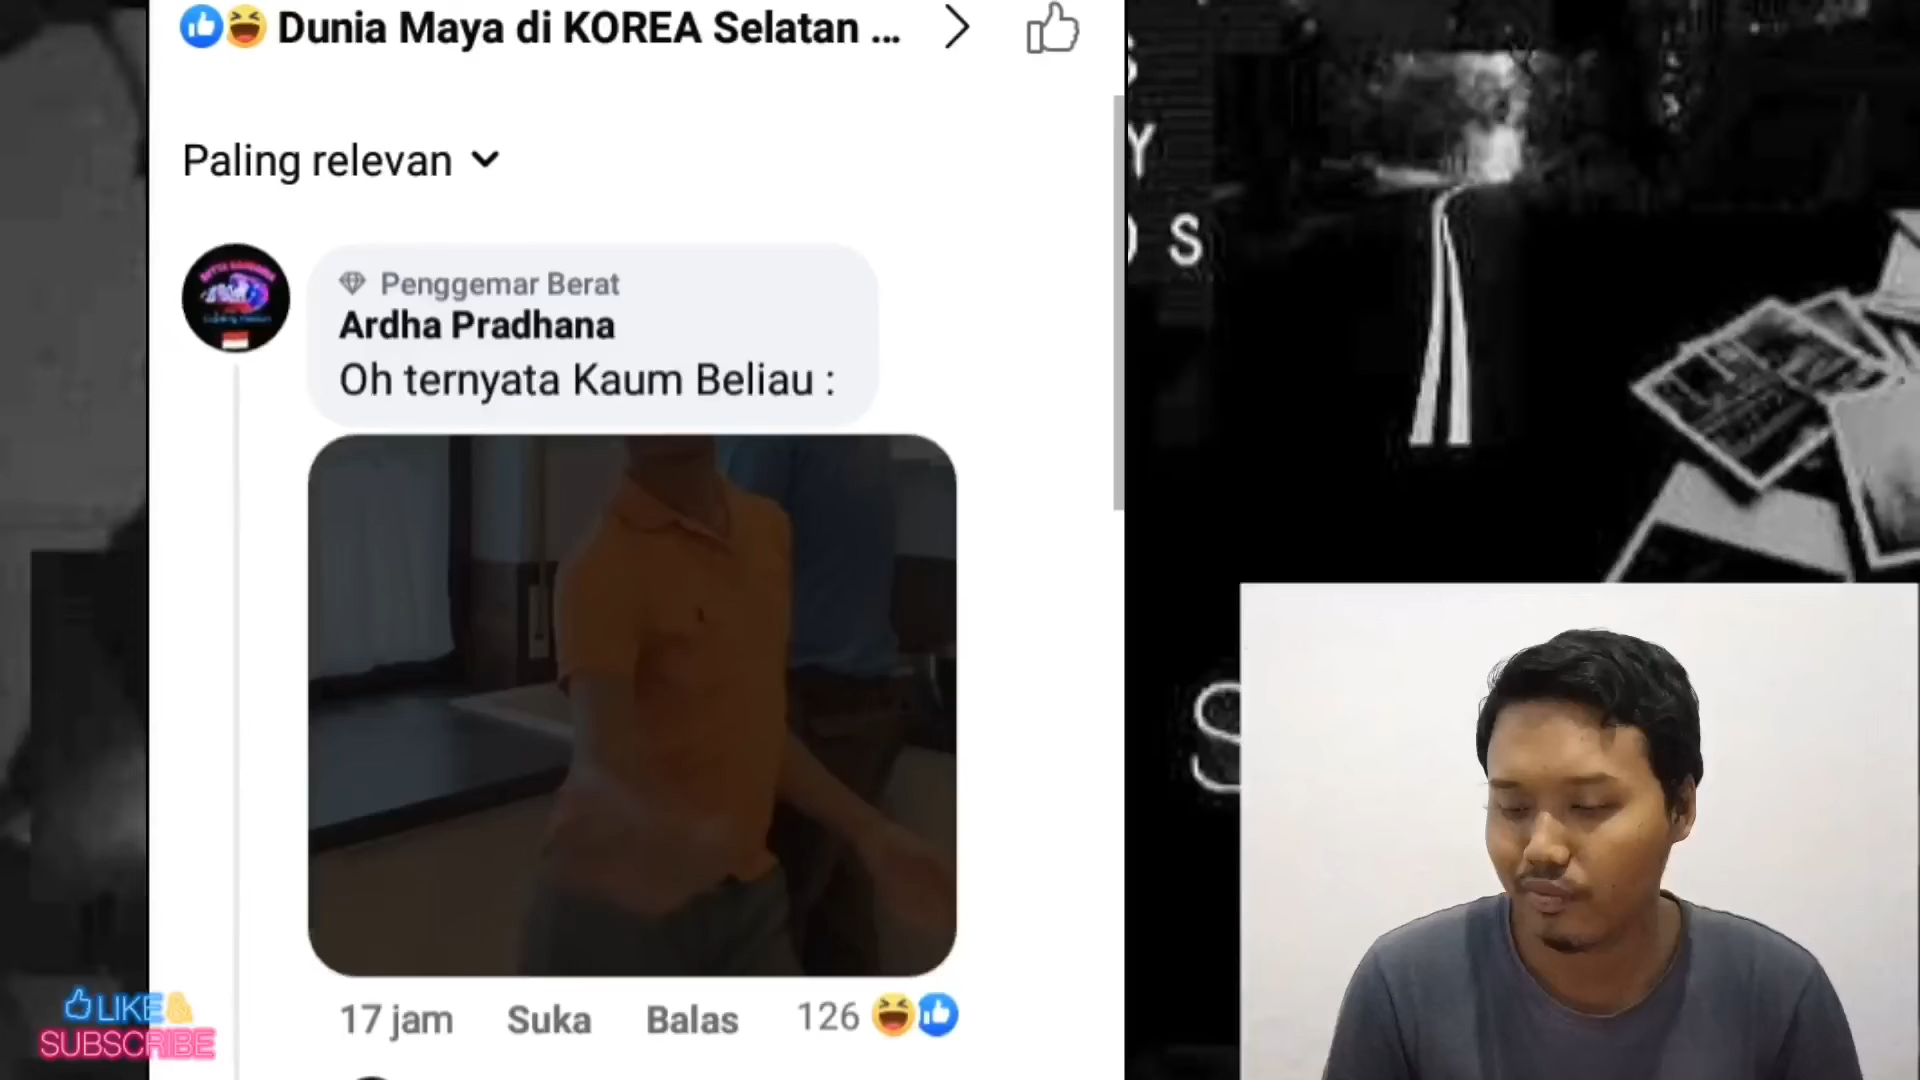 Dunia Maya di KOREA Selatan ...
Paling relevan
Penggemar Berat
Ardha Pradhana
Oh ternyata Kaum Beliau :
17 jam Suka Balas 126
LIKE &
SUBSCRIBE
S
Y
S